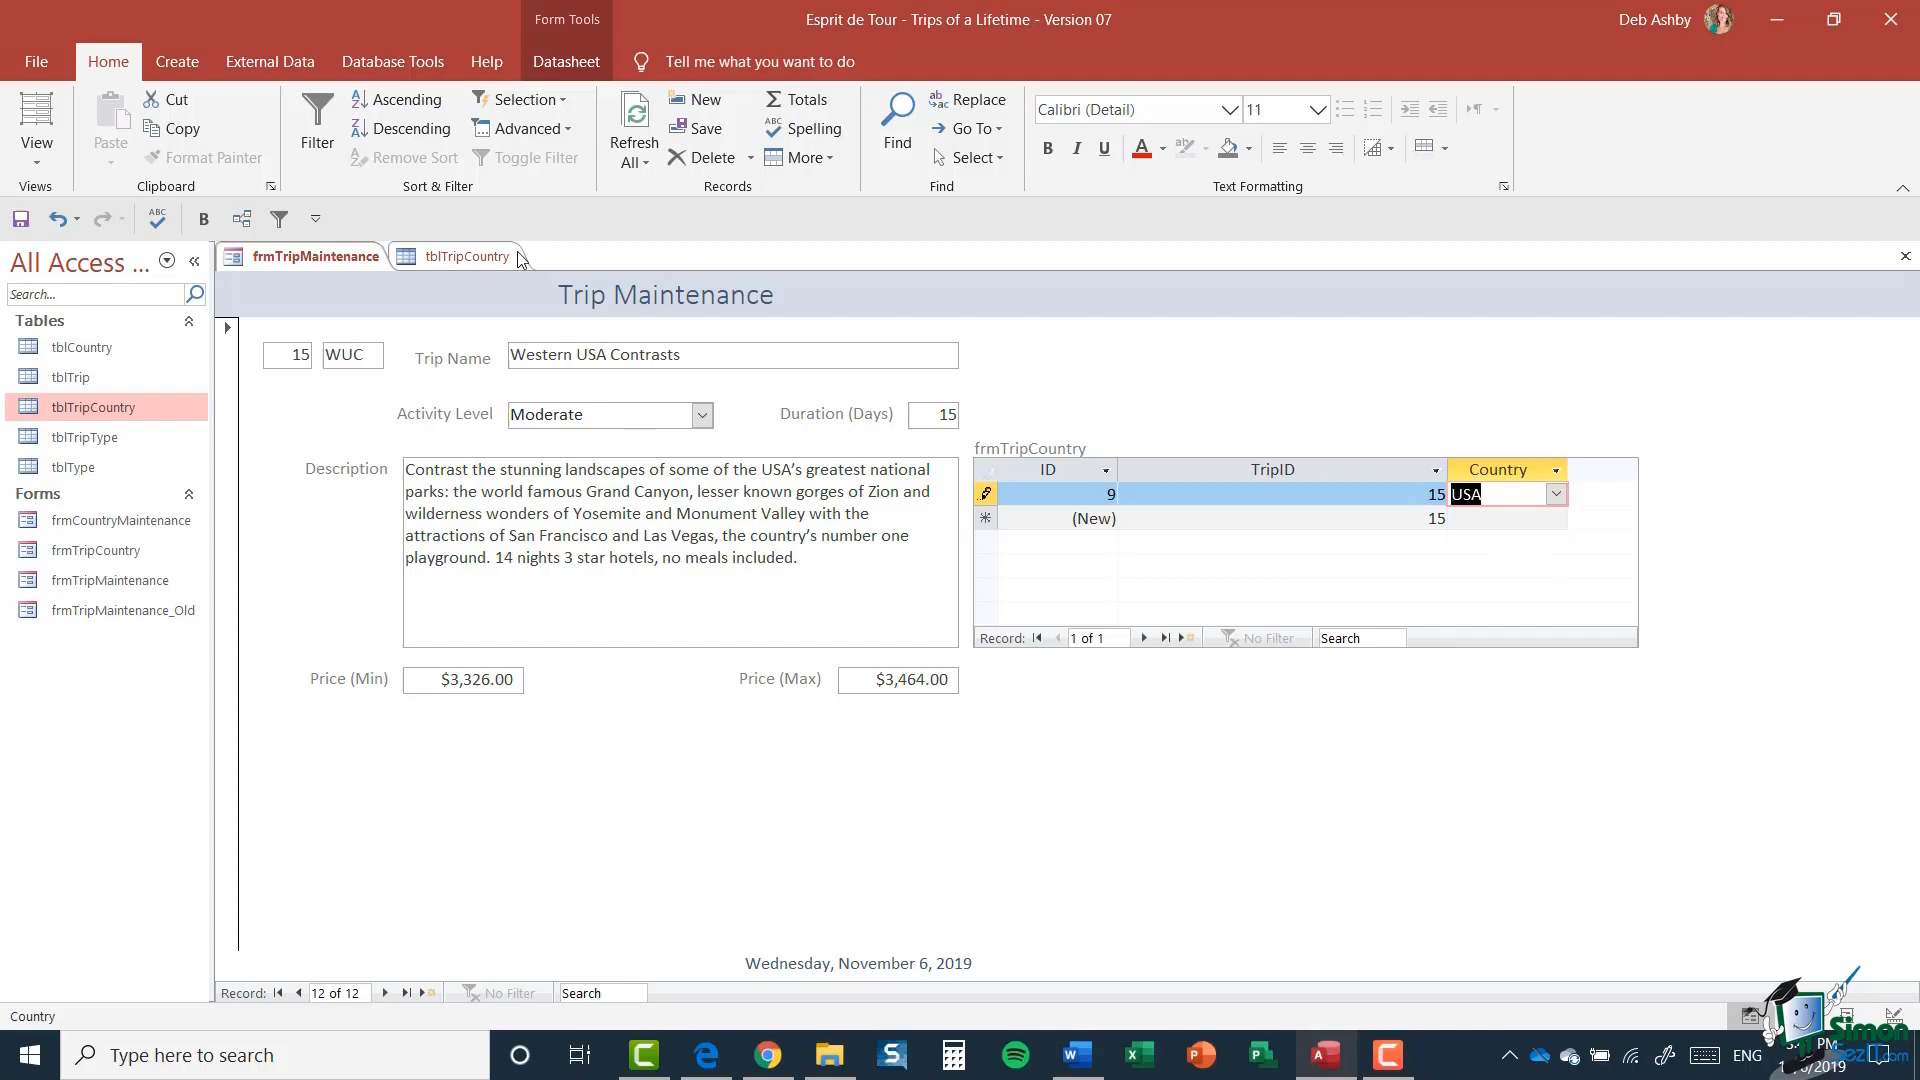 Form Tools
Esprit de Tour - Trips of a Lifetime - Version 07
Deb Ashby
File
Home
Create
External Data
Database Tools
Help
Datasheet
Tell me what you want to do
View
Views
Paste
Cut
Copy
Format Painter
Clipboard
Filter
Ascending
Descending
Remove Sort
Selection
Advanced
Toggle Filter
Sort & Filter
Refresh
All
New
Save
Delete
Totals
Spelling
More
Records
Find
Replace
Go To
Select
Find
Calibri (Detail)
11
B I U A
Text Formatting
ABC
B
All Access ...
Search...
Tables
tblCountry
tblTrip
tblTripCountry
tblTripType
tblType
Forms
frmCountryMaintenance
frmTripCountry
frmTripMaintenance
frmTripMaintenance_Old
frmTripMaintenance
tblTripCountry
Trip Maintenance
15
WUC
Trip Name
Western USA Contrasts
Activity Level
Moderate
Duration (Days)
15
Description
Contrast the stunning landscapes of some of the USA's greatest national
parks: the world famous Grand Canyon, lesser known gorges of Zion and
wilderness wonders of Yosemite and Monument Valley with the
attractions of San Francisco and Las Vegas, the country's number one
playground. 14 nights 3 star hotels, no meals included.
Price (Min)
$3,326.00
Price (Max)
$3,464.00
frmTripCountry
ID
TripID
Country
9
15
USA
(New)
15
Record:
1 of 1
No Filter
Search
Wednesday, November 6, 2019
Record:
12 of 12
No Filter
Search
Country
Type here to search
ENG
PM
/2019
Simon
SezIT.com